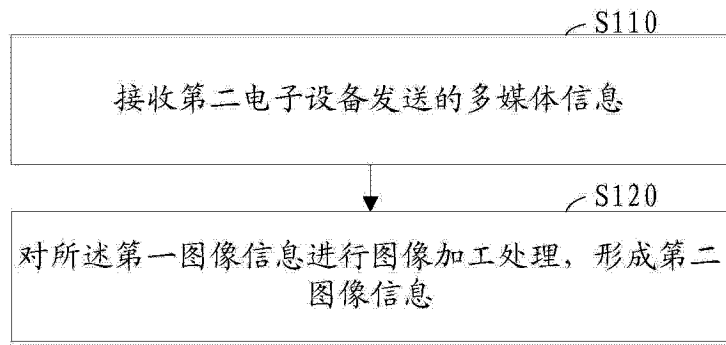 S110
接收第二电子设备发送的多媒体信息
S120
对所述第一图像信息进行图像加工处理，形成第二
图像信息